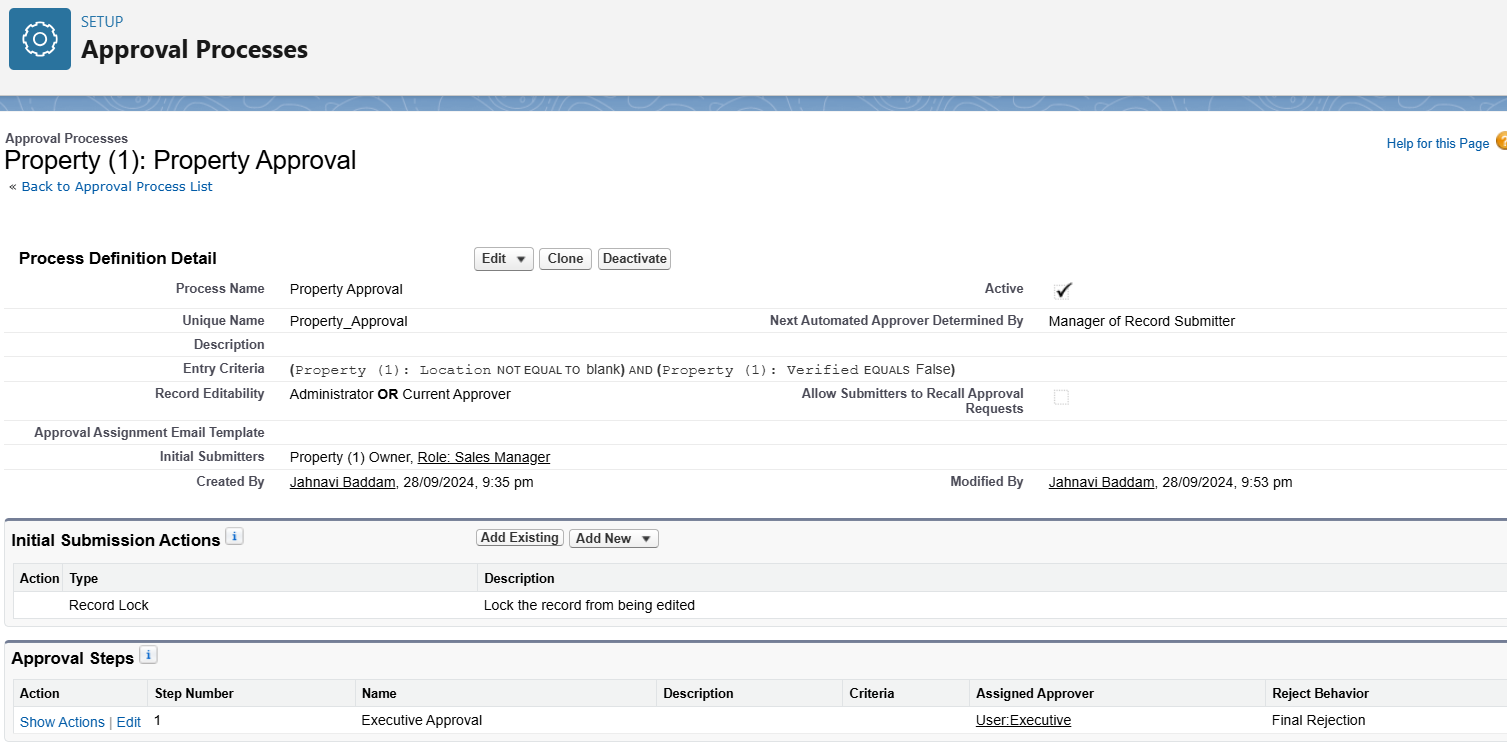 SETUP
Approval Processes
Approval Processes
Property (1): Property Approval
Help for this Page
« Back to Approval Process List
Process Definition Detail Edit ▼ Clone Deactivate
Process Name Property Approval Active
Unique Name Property_Approval Next Automated Approver Determined By Manager of Record Submitter
Description
Entry Criteria (Property (1): Location NOT EQUAL TO blank) AND (Property (1): Verified EQUALS False)
Record Editability Administrator OR Current Approver Allow Submitters to Recall Approval
Requests
Approval Assignment Email Template
Initial Submitters Property (1) Owner, Role: Sales Manager
Created By Jahnavi Baddam, 28/09/2024, 9:35 pm Modified By Jahnavi Baddam, 28/09/2024, 9:53 pm
Initial Submission Actions i Add Existing Add New ▼
Action Type Description
Record Lock Lock the record from being edited
Approval Steps i
Action Step Number Name Description Criteria Assigned Approver Reject Behavior
Show Actions | Edit 1 Executive Approval User:Executive Final Rejection